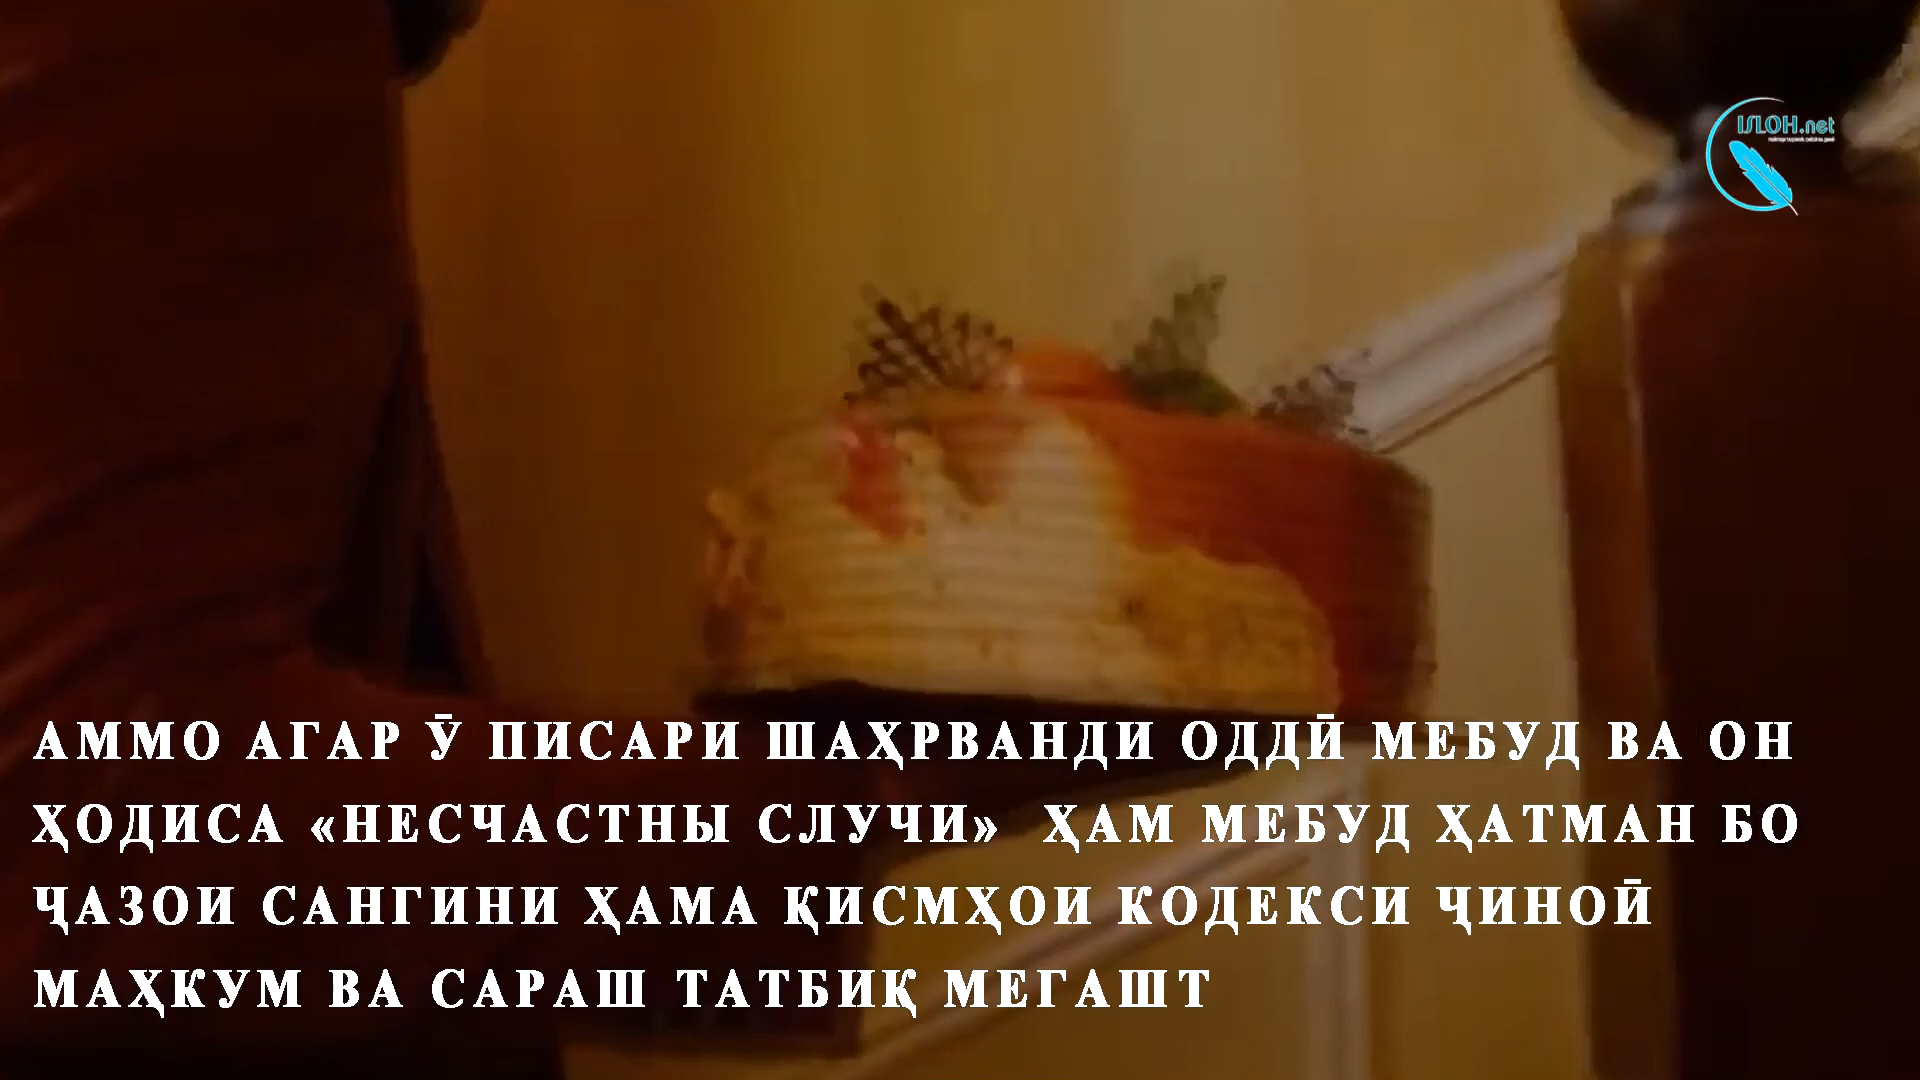 ISLOH.net
АММО АГАР Ӯ ПИСАРИ ШАҲРВАНДИ ОДДӢ МЕБУД ВА ОН
ҲОДИСА «НЕСЧАСТНЫ СЛУЧИ» ҲАМ МЕБУД ҲАТМАН БО
ҶАЗОИ САНГИНИ ҲАМА ҚИСМҲОИ КОДЕКСИ ҶИНОӢ
МАҲКУМ ВА САРАШ ТАТБИҚ МЕГАШТ